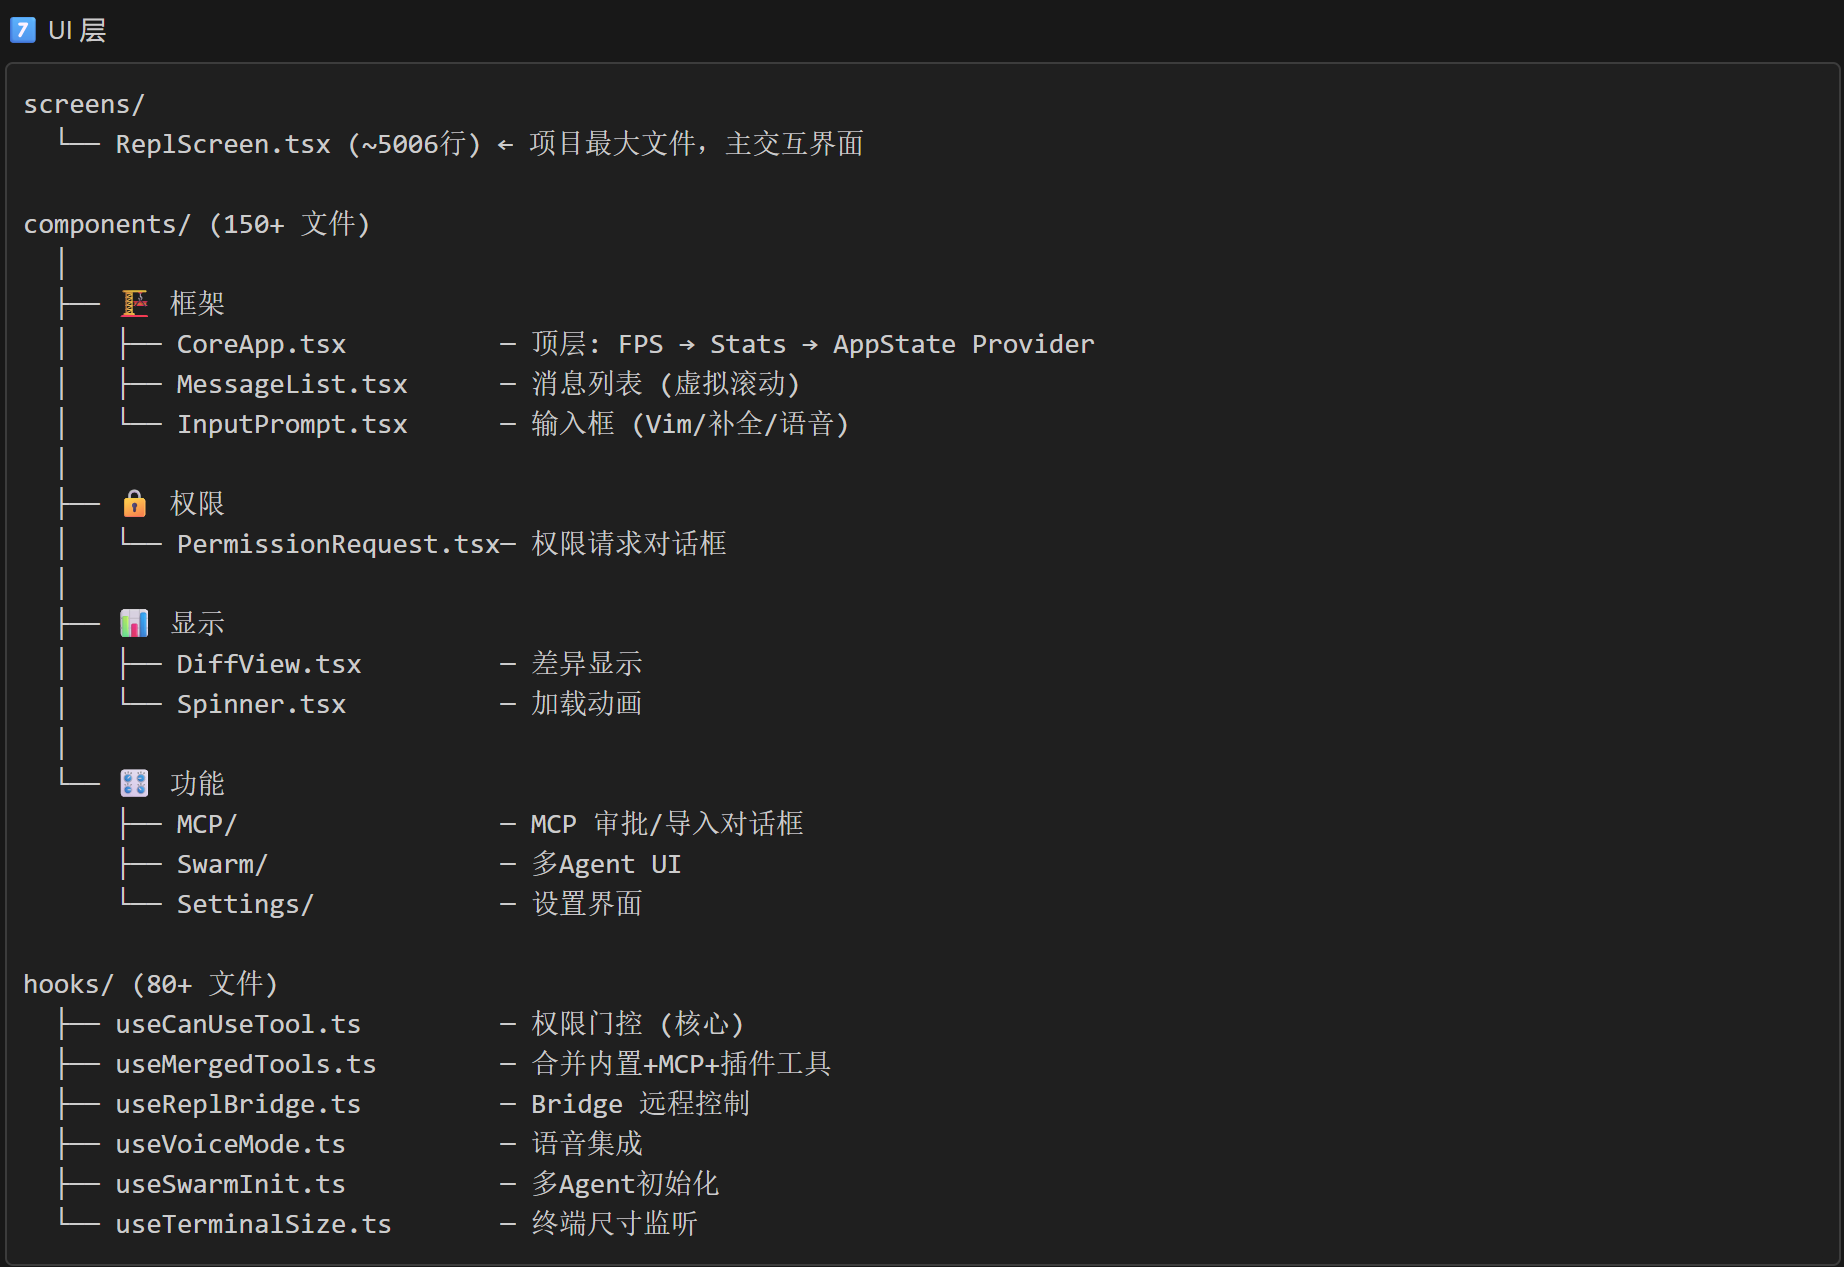 7️⃣ UI 层
screens/
└── ReplScreen.tsx (~5006行) ← 项目最大文件，主交互界面
components/ (150+ 文件)
│
├── 🏗️ 框架
│   ├── CoreApp.tsx          — 顶层: FPS → Stats → AppState Provider
│   ├── MessageList.tsx      — 消息列表 (虚拟滚动)
│   └── InputPrompt.tsx      — 输入框 (Vim/补全/语音)
│
├── 🔒 权限
│   └── PermissionRequest.tsx— 权限请求对话框
│
├── 📊 显示
│   ├── DiffView.tsx         — 差异显示
│   └── Spinner.tsx          — 加载动画
│
└── 🎛️ 功能
    ├── MCP/                 — MCP 审批/导入对话框
    ├── Swarm/               — 多Agent UI
    └── Settings/            — 设置界面
hooks/ (80+ 文件)
├── useCanUseTool.ts         — 权限门控 (核心)
├── useMergedTools.ts        — 合并内置+MCP+插件工具
├── useReplBridge.ts         — Bridge 远程控制
├── useVoiceMode.ts          — 语音集成
├── useSwarmInit.ts          — 多Agent初始化
└── useTerminalSize.ts       — 终端尺寸监听